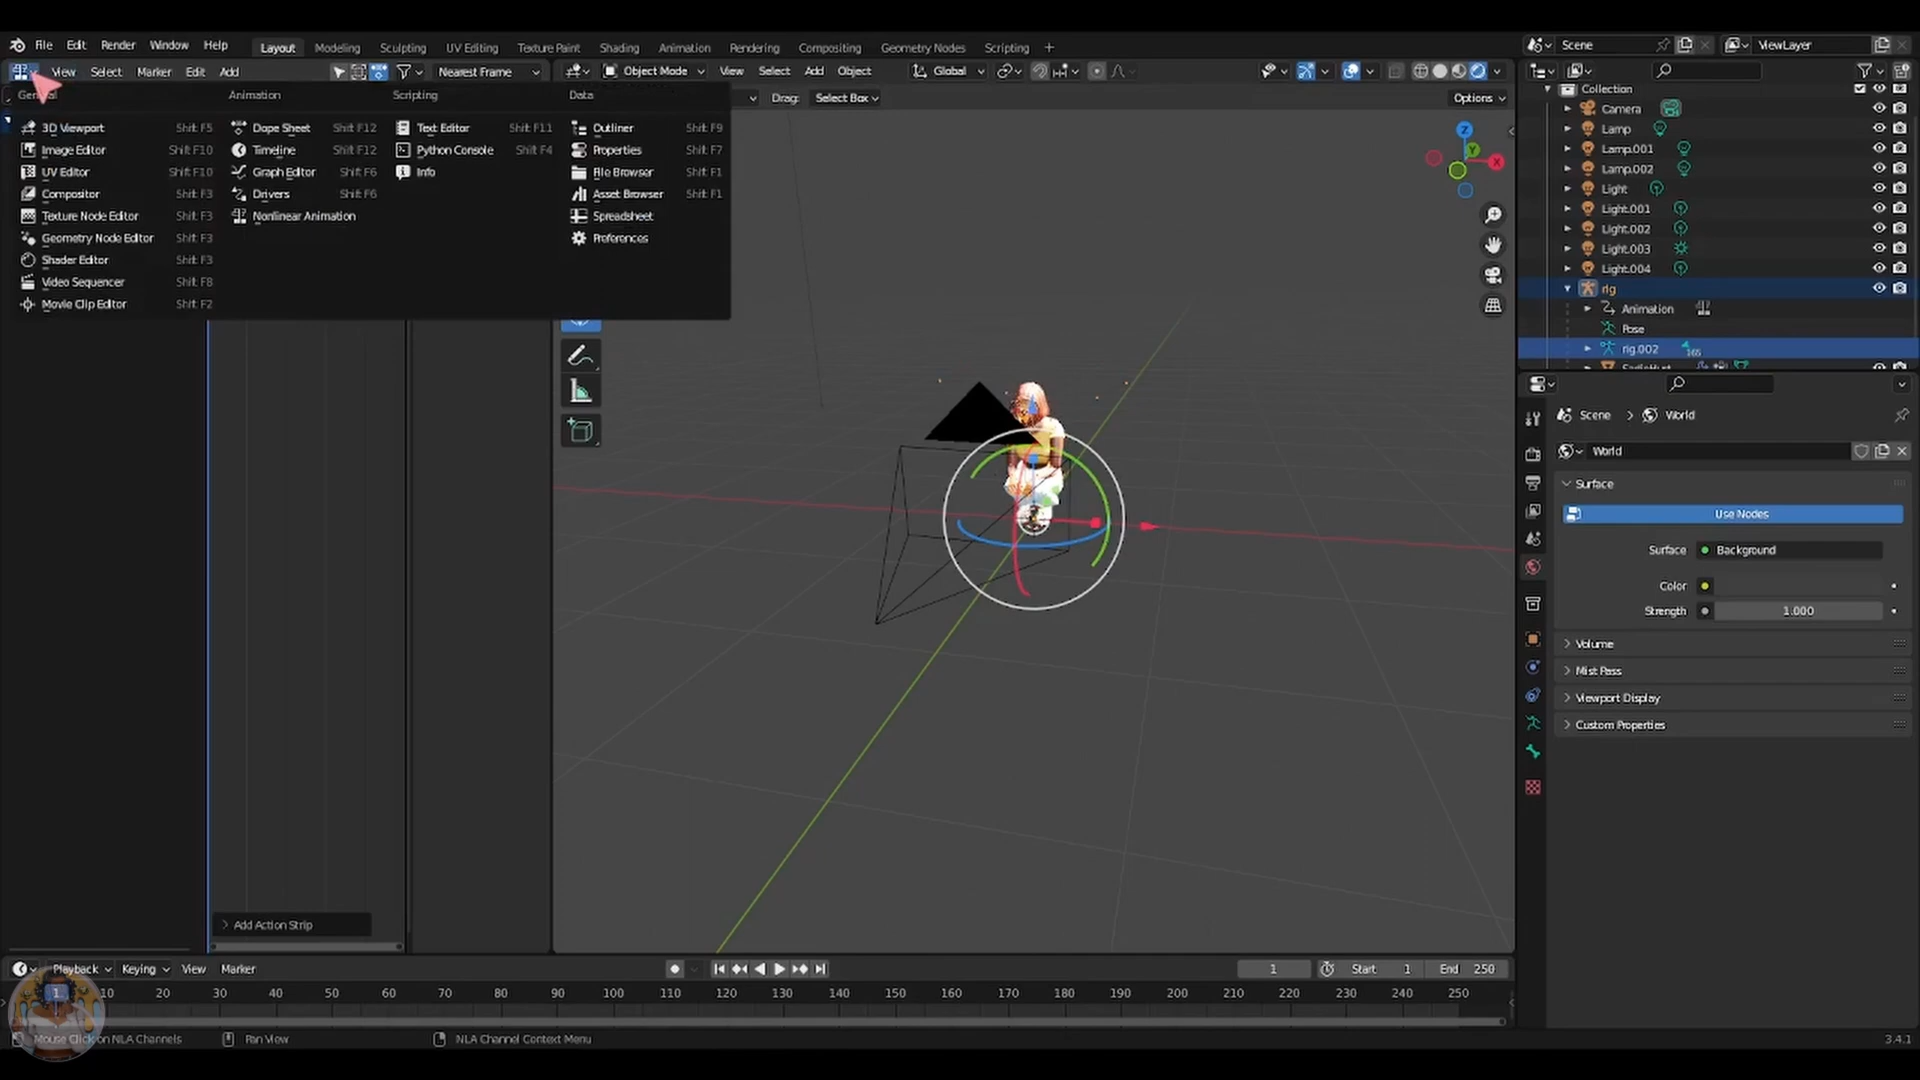 File Edit Render Window Help Layout Modeling Sculpting UV Editing Texture Paint Shading Animation Rendering Compositing Geometry Nodes Scripting + Scene ViewLayer
View Select Marker Edit Add Nearest Frame Object Mode View Select Add Object Global
Drag: Select Box Options
Animation Scripting Data
3D Viewport Shift F5 Dope Sheet Shift F12 Text Editor Shift F11 Outliner Shift F9
Image Editor Shift F10 Timeline Shift F12 Python Console Shift F4 Properties Shift F7
UV Editor Shift F10 Graph Editor Shift F6 Info File Browser Shift F1
Compositor Shift F3 Drivers Shift F6 Asset Browser Shift F1
Texture Node Editor Shift F3 Nonlinear Animation Spreadsheet
Geometry Node Editor Shift F3 Preferences
Shader Editor Shift F3
Video Sequencer Shift F8
Movie Clip Editor Shift F2
Z
Y
X
Collection
Camera
Lamp
Lamp.001
Lamp.002
Light
Light.001
Light.002
Light.003
Light.004
rig
Animation
Pose
rig.002 165
Scene > World
World
Surface
Use Nodes
Surface Background
Color
Strength 1.000
Volume
Mist Pass
Viewport Display
Custom Properties
Add Action Strip
Playback Keying View Marker 1 Start 1 End 250
1 10 20 30 40 50 60 70 80 90 100 110 120 130 140 150 160 170 180 190 200 210 220 230 240 250
Mouse Click on NLA Channels Pan View NLA Channel Context Menu 3.4.1